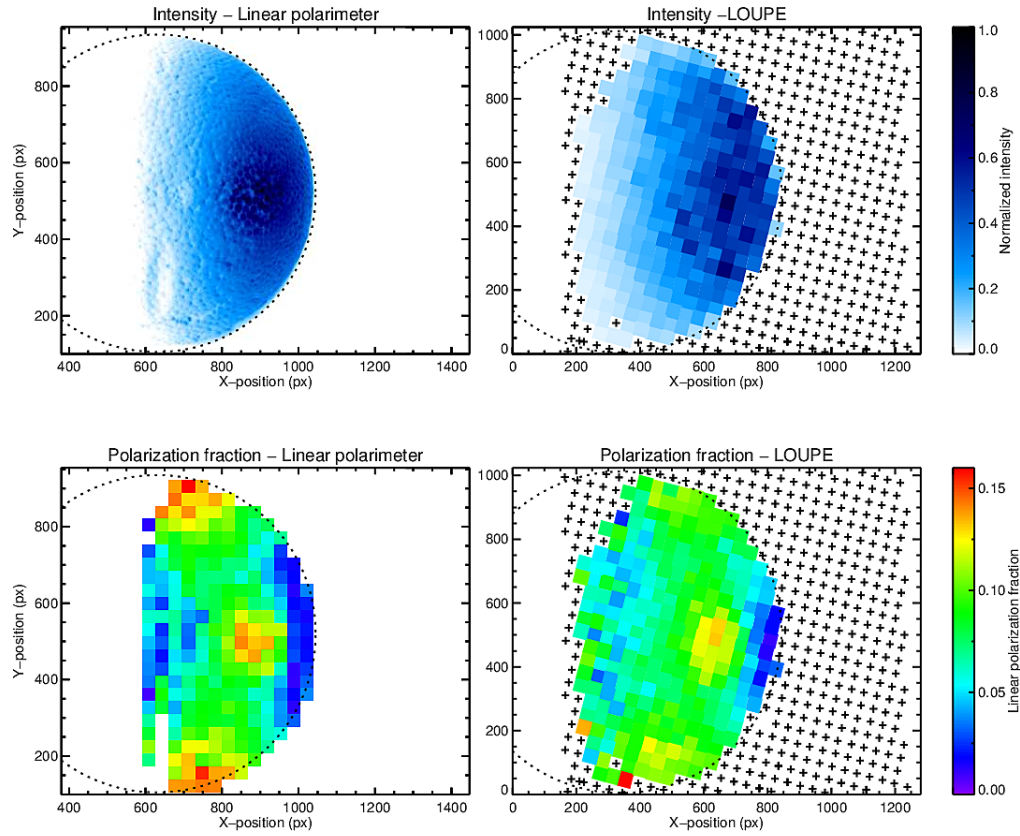 Intensity – Linear polarimeter
Intensity –LOUPE
800
600
400
200
Y–position (px)
400 600 800 1000 1200 1400
X–position (px)
1000
800
600
400
200
0
0 200 400 600 800 1000 1200
X–position (px)
1.0
0.8
0.6
0.4
0.2
0.0
Normalized intensity
Polarization fraction – Linear polarimeter
Polarization fraction – LOUPE
800
600
400
200
Y–position (px)
400 600 800 1000 1200 1400
X–position (px)
1000
800
600
400
200
0
0 200 400 600 800 1000 1200
X–position (px)
0.15
0.10
0.05
0.00
Linear polarization fraction